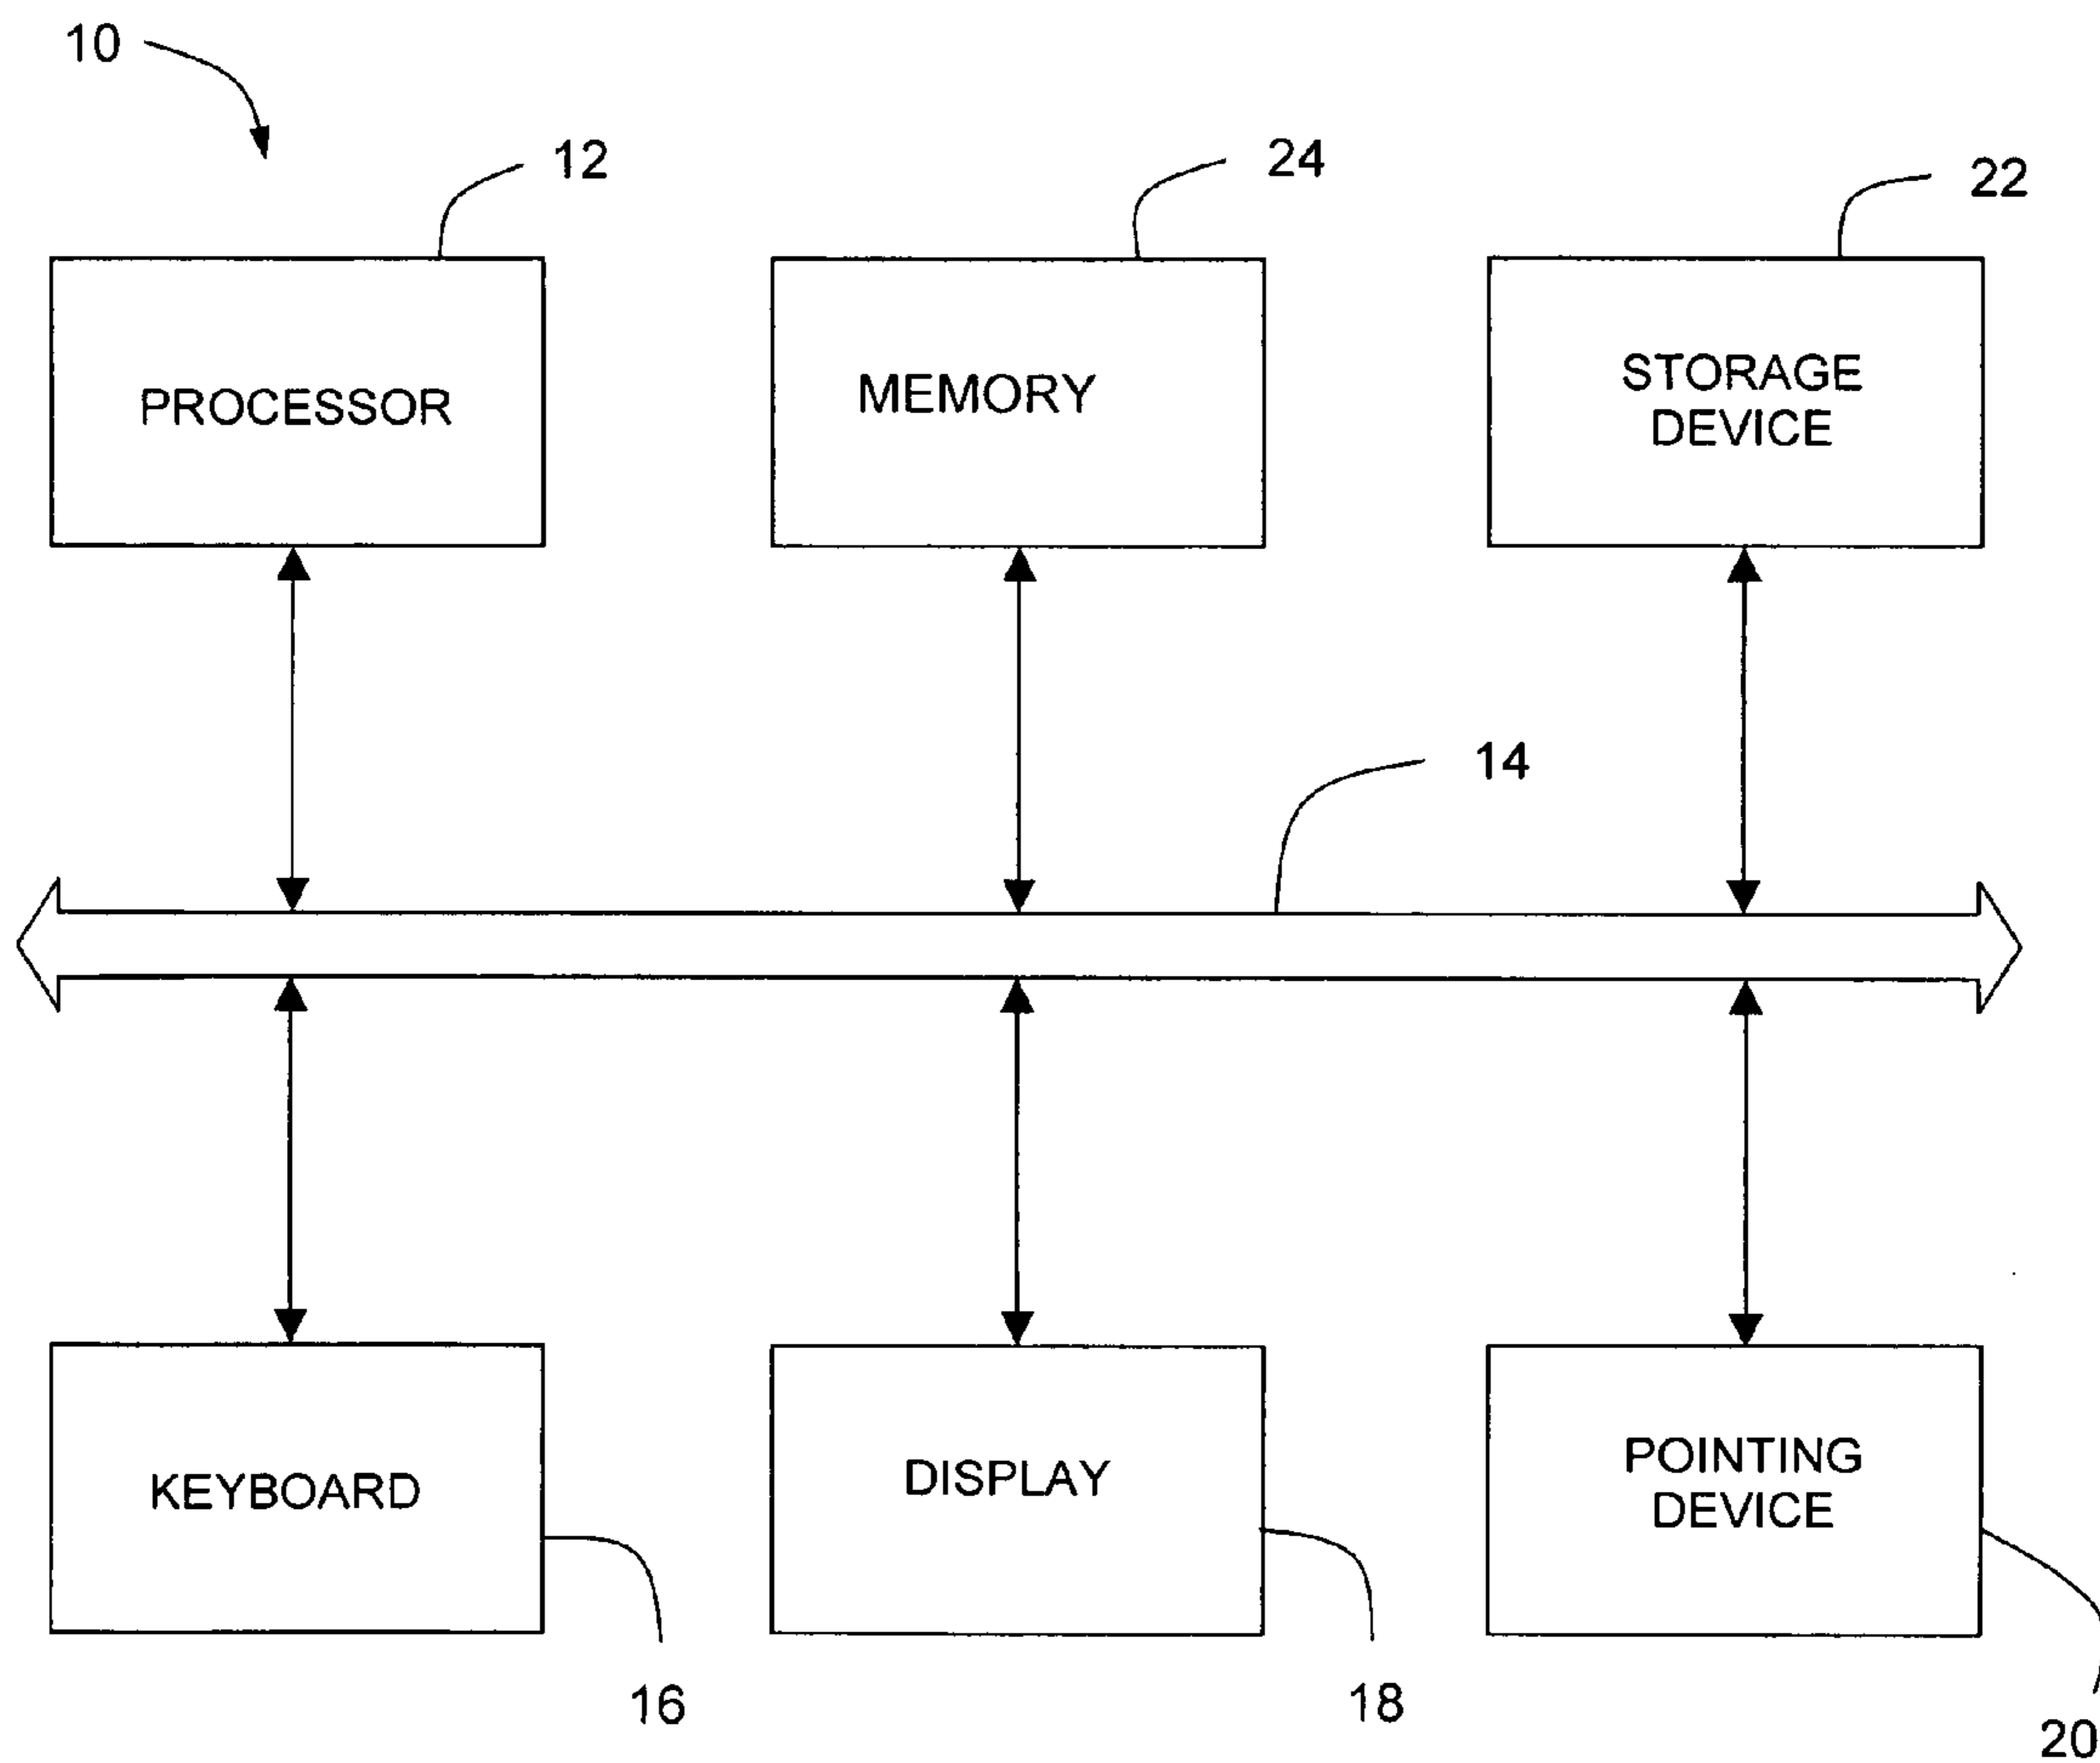 10
12
24
22
PROCESSOR
MEMORY
STORAGE
DEVICE
14
KEYBOARD
DISPLAY
POINTING
DEVICE
16
18
20